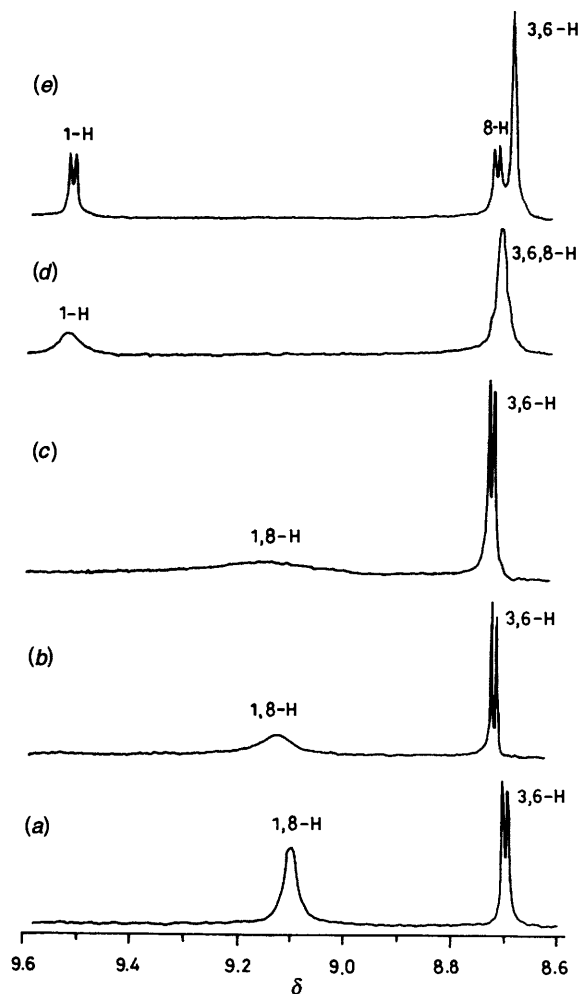 3,6-H
(e)
1-H
8-H
(d)
3,6,8-H
1-H
3,6-H
(c)
1,8-H
3,6-H
(b)
1,8-H
3,6-H
(a)
1,8-H
9.6 9.4 9.2 9.0 8.8 8.6
δ